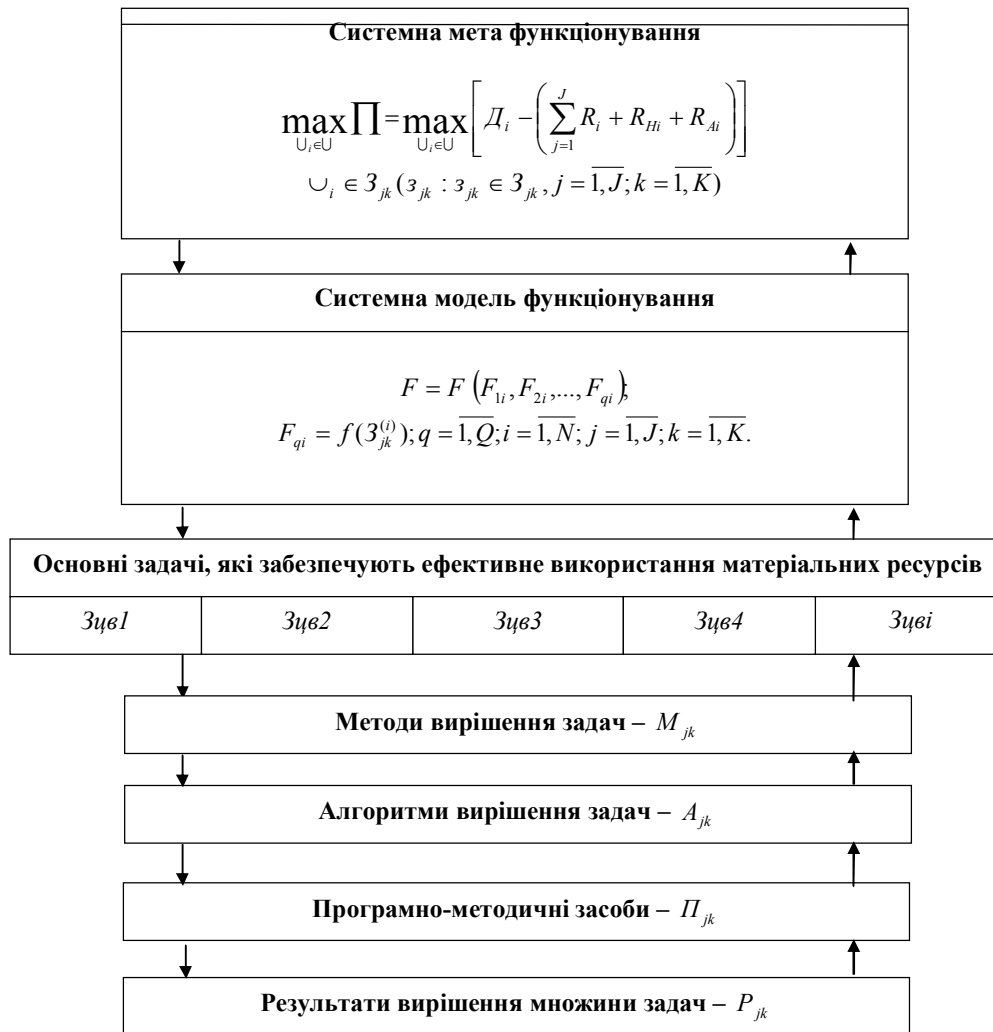 Системна мета функціонування
max_{∪_i∈∪} ∏ = max_{∪_i∈∪} [Д_i − (∑_{j=1}^{J} R_i + R_{Hi} + R_{Ai})]
∪_i ∈ З_{jk} (з_{jk} : з_{jk} ∈ З_{jk}, j = \overline{1,J}; k = \overline{1,K})
Системна модель функціонування
F = F (F_{1i}, F_{2i}, ..., F_{qi});
F_{qi} = f(З_{jk}^{(i)}); q = \overline{1,Q}; i = \overline{1,N}; j = \overline{1,J}; k = \overline{1,K}.
Основні задачі, які забезпечують ефективне використання матеріальних ресурсів
Зцв1 Зцв2 Зцв3 Зцв4 Зцві
Методи вирішення задач – M_{jk}
Алгоритми вирішення задач – A_{jk}
Програмно-методичні засоби – П_{jk}
Результати вирішення множини задач – P_{jk}